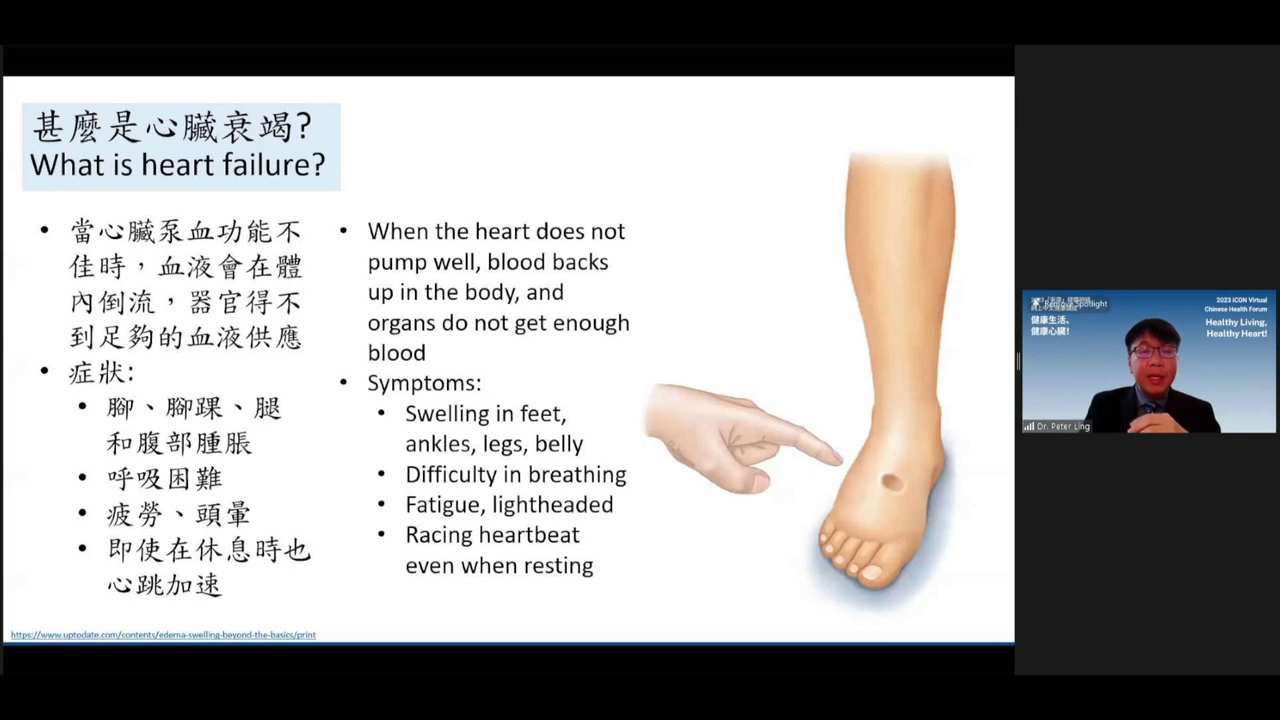 甚麼是心臟衰竭?
What is heart failure?
• 當心臟泵血功能不
佳時，血液會在體
內倒流，器官得不
到足夠的血液供應
• 症狀:
• 腳、腳踝、腿
和腹部腫脹
• 呼吸困難
• 疲勞、頭暈
• 即使在休息時也
心跳加速
• When the heart does not
pump well, blood backs
up in the body, and
organs do not get enough
blood
• Symptoms:
• Swelling in feet,
ankles, legs, belly
• Difficulty in breathing
• Fatigue, lightheaded
• Racing heartbeat
even when resting
https://www.uptodate.com/contents/edema-swelling-beyond-the-basics/print
Remove Spotlight
健康生活、
健康心臟!
2023 iCON Virtual
Chinese Health Forum
Healthy Living,
Healthy Heart!
Dr. Peter Ling